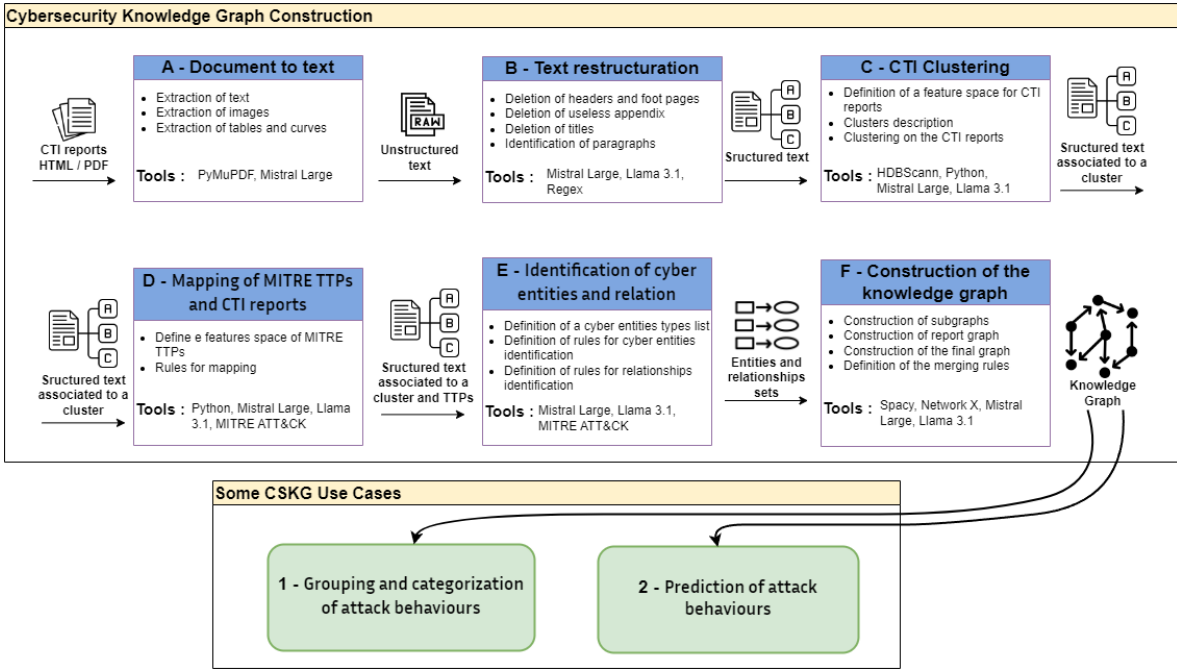 Cybersecurity Knowledge Graph Construction
CTI reports
HTML / PDF
A - Document to text
• Extraction of text
• Extraction of images
• Extraction of tables and curves
Tools : PyMuPDF, Mistral Large
RAW
Unstructured
text
B - Text restructuration
• Deletion of headers and foot pages
• Deletion of useless appendix
• Deletion of titles
• Identification of paragraphs
Tools : Mistral Large, Llama 3.1,
Regex
A
B
C
Sructured text
C - CTI Clustering
• Definition of a feature space for CTI
reports
• Clusters description
• Clustering on the CTI reports
Tools : HDBScann, Python,
Mistral Large, Llama 3.1
A
B
C
Sructured text
associated to a
cluster
A
B
C
Sructured text
associated to a
cluster
D - Mapping of MITRE TTPs
and CTI reports
• Define e features space of MITRE
TTPs
• Rules for mapping
Tools : Python, Mistral Large, Llama
3.1, MITRE ATT&CK
A
B
C
Sructured text
associated to a
cluster and TTPs
E - Identification of cyber
entities and relation
• Definition of a cyber entities types list
• Definition of rules for cyber entities
identification
• Definition of rules for relationships
identification
Tools : Mistral Large, Llama 3.1,
MITRE ATT&CK
Entities and
relationships
sets
F - Construction of the
knowledge graph
• Construction of subgraphs
• Construction of report graph
• Construction of the final graph
• Definition of the merging rules
Tools : Spacy, Network X, Mistral
Large, Llama 3.1
Knowledge
Graph
Some CSKG Use Cases
1 - Grouping and categorization
of attack behaviours
2 - Prediction of attack
behaviours